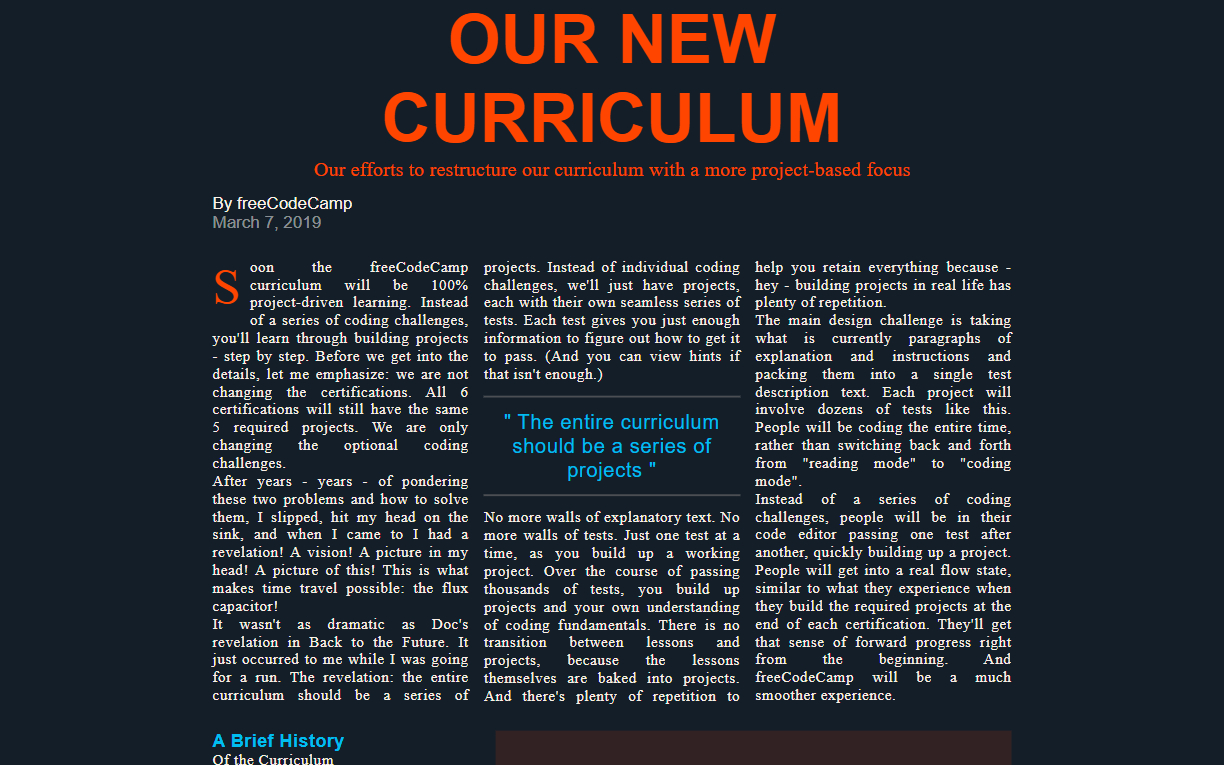 OUR NEW
CURRICULUM
Our efforts to restructure our curriculum with a more project-based focus
By freeCodeCamp
March 7, 2019
Soon the freeCodeCamp
curriculum will be 100%
project-driven learning. Instead
of a series of coding challenges,
you'll learn through building projects
- step by step. Before we get into the
details, let me emphasize: we are not
changing the certifications. All 6
certifications will still have the same
5 required projects. We are only
changing the optional coding
challenges.
After years - years - of pondering
these two problems and how to solve
them, I slipped, hit my head on the
sink, and when I came to I had a
revelation! A vision! A picture in my
head! A picture of this! This is what
makes time travel possible: the flux
capacitor!
It wasn't as dramatic as Doc's
revelation in Back to the Future. It
just occurred to me while I was going
for a run. The revelation: the entire
curriculum should be a series of
projects. Instead of individual coding
challenges, we'll just have projects,
each with their own seamless series of
tests. Each test gives you just enough
information to figure out how to get it
to pass. (And you can view hints if
that isn't enough.)
" The entire curriculum
should be a series of
projects "
No more walls of explanatory text. No
more walls of tests. Just one test at a
time, as you build up a working
project. Over the course of passing
thousands of tests, you build up
projects and your own understanding
of coding fundamentals. There is no
transition between lessons and
projects, because the lessons
themselves are baked into projects.
And there's plenty of repetition to
help you retain everything because -
hey - building projects in real life has
plenty of repetition.
The main design challenge is taking
what is currently paragraphs of
explanation and instructions and
packing them into a single test
description text. Each project will
involve dozens of tests like this.
People will be coding the entire time,
rather than switching back and forth
from "reading mode" to "coding
mode".
Instead of a series of coding
challenges, people will be in their
code editor passing one test after
another, quickly building up a project.
People will get into a real flow state,
similar to what they experience when
they build the required projects at the
end of each certification. They'll get
that sense of forward progress right
from the beginning. And
freeCodeCamp will be a much
smoother experience.
A Brief History
Of the Curriculum